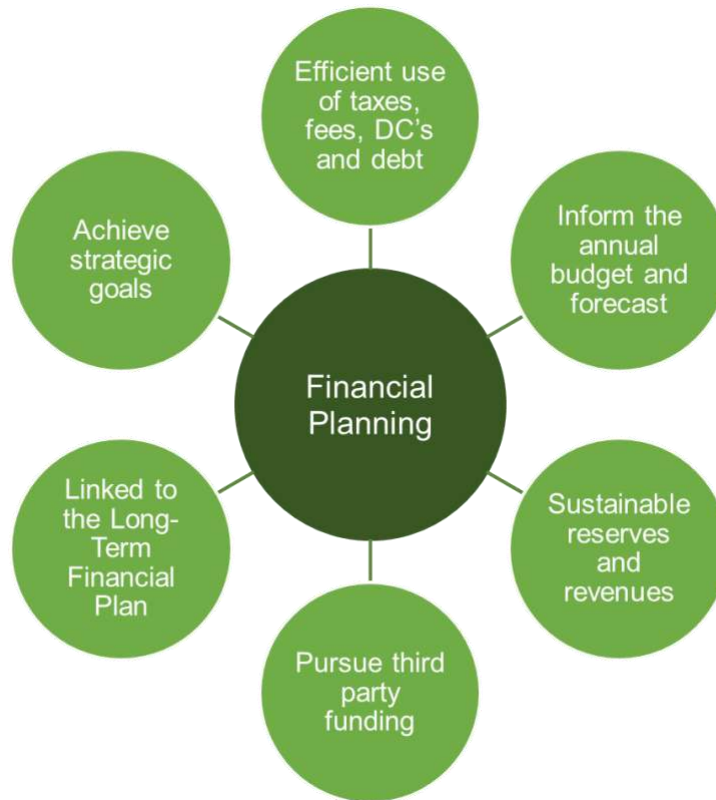 Efficient use
of taxes,
fees, DC's
and debt
Inform the
annual
budget and
forecast
Sustainable
reserves
and
revenues
Pursue third
party
funding
Linked to
the Long-
Term
Financial
Plan
Achieve
strategic
goals
Financial
Planning